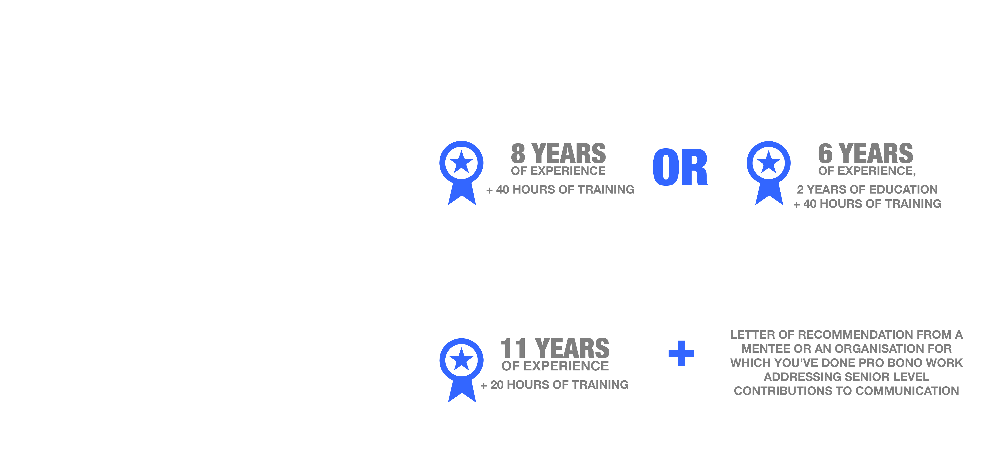 8 YEARS
OF EXPERIENCE
+ 40 HOURS OF TRAINING
OR
6 YEARS
OF EXPERIENCE,
2 YEARS OF EDUCATION
+ 40 HOURS OF TRAINING
11 YEARS
OF EXPERIENCE
+ 20 HOURS OF TRAINING
+
LETTER OF RECOMMENDATION FROM A
MENTEE OR AN ORGANISATION FOR
WHICH YOU’VE DONE PRO BONO WORK
ADDRESSING SENIOR LEVEL
CONTRIBUTIONS TO COMMUNICATION